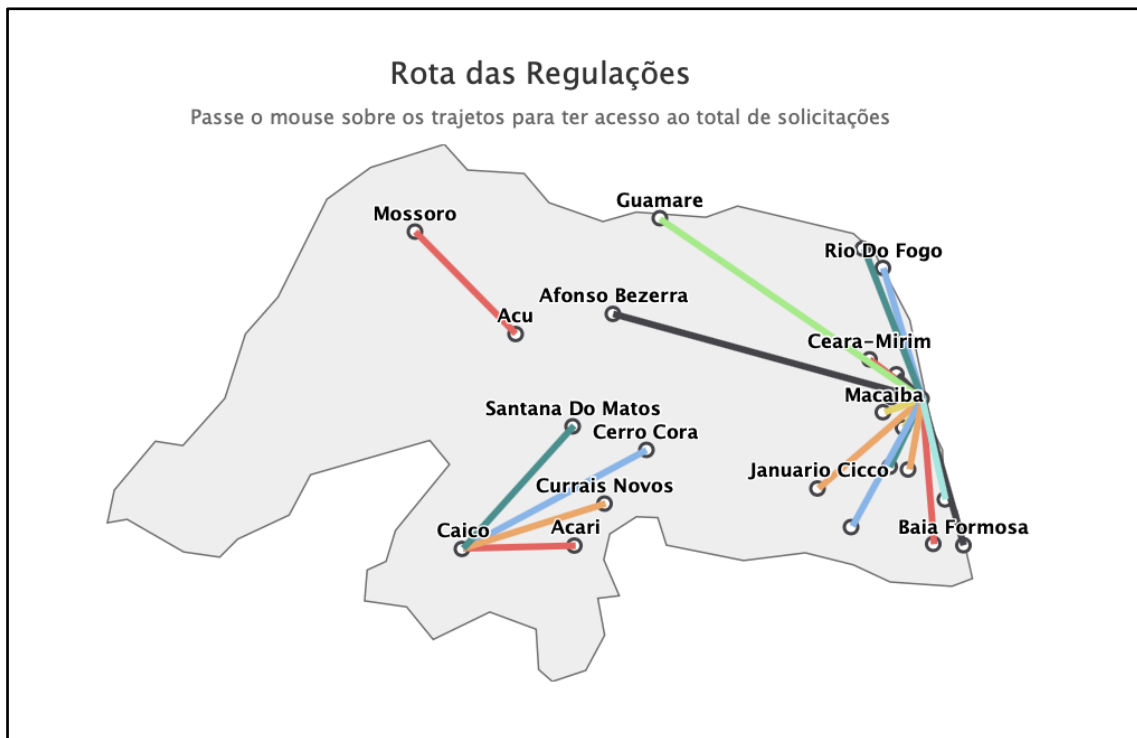 Rota das Regulações
Passe o mouse sobre os trajetos para ter acesso ao total de solicitações
Guamare
Mossoro
Rio Do Fogo
Afonso Bezerra
Acu
Ceara-Mirim
Macaiba
Santana Do Matos
Cerro Cora
Januario Cicco
Currais Novos
Caico
Acari
Baia Formosa